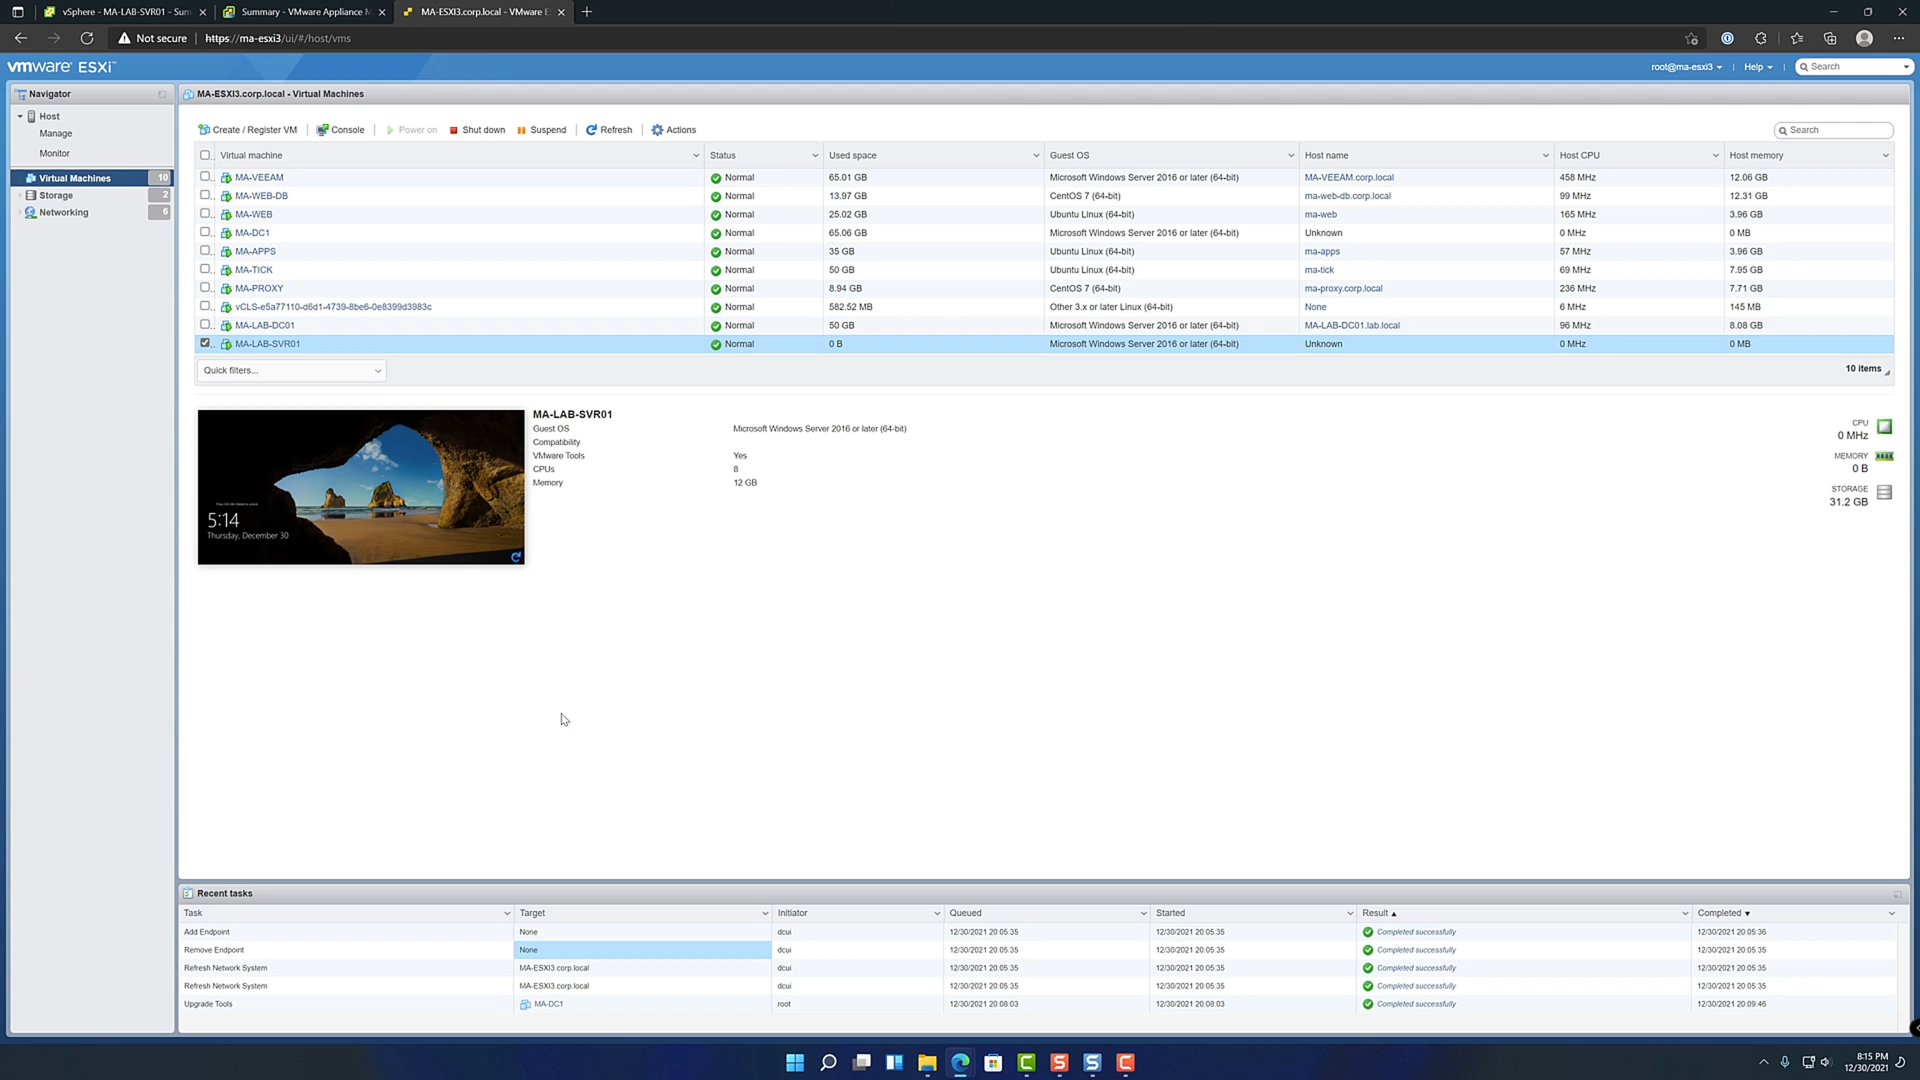 vSphere - MA-LAB-SVR01 - Sum
Summary - VMware Appliance M
MA-ESXI3.corp.local - VMware E
Not secure
https://ma-esxi3/ui/#/host/vms
vmware ESXi™
root@ma-esxi3
Help
Search
Navigator
MA-ESXI3.corp.local - Virtual Machines
Host
Manage
Monitor
Virtual Machines 10
Storage 2
Networking 6
Create / Register VM
Console
Power on
Shut down
Suspend
Refresh
Actions
Search
Virtual machine Status Used space Guest OS Host name Host CPU Host memory
MA-VEEAM Normal 65.01 GB Microsoft Windows Server 2016 or later (64-bit) MA-VEEAM.corp.local 458 MHz 12.06 GB
MA-WEB-DB Normal 13.97 GB CentOS 7 (64-bit) ma-web-db.corp.local 99 MHz 12.31 GB
MA-WEB Normal 25.02 GB Ubuntu Linux (64-bit) ma-web 165 MHz 3.96 GB
MA-DC1 Normal 65.06 GB Microsoft Windows Server 2016 or later (64-bit) Unknown 0 MHz 0 MB
MA-APPS Normal 35 GB Ubuntu Linux (64-bit) ma-apps 57 MHz 3.96 GB
MA-TICK Normal 50 GB Ubuntu Linux (64-bit) ma-tick 69 MHz 7.95 GB
MA-PROXY Normal 8.94 GB CentOS 7 (64-bit) ma-proxy.corp.local 236 MHz 7.71 GB
vCLS-e5a77110-d6d1-4739-8be6-0e8399d3983c Normal 582.52 MB Other 3.x or later Linux (64-bit) None 6 MHz 145 MB
MA-LAB-DC01 Normal 50 GB Microsoft Windows Server 2016 or later (64-bit) MA-LAB-DC01.lab.local 96 MHz 8.08 GB
MA-LAB-SVR01 Normal 0 B Microsoft Windows Server 2016 or later (64-bit) Unknown 0 MHz 0 MB
Quick filters...
10 items
5:14
Thursday, December 30
MA-LAB-SVR01
Guest OS Microsoft Windows Server 2016 or later (64-bit)
Compatibility
VMware Tools Yes
CPUs 8
Memory 12 GB
CPU
0 MHz
MEMORY
0 B
STORAGE
31.2 GB
Recent tasks
Task Target Initiator Queued Started Result ▲ Completed ▼
Add Endpoint None dcui 12/30/2021 20:05:35 12/30/2021 20:05:35 Completed successfully 12/30/2021 20:05:36
Remove Endpoint None dcui 12/30/2021 20:05:35 12/30/2021 20:05:35 Completed successfully 12/30/2021 20:05:35
Refresh Network System MA-ESXI3.corp.local dcui 12/30/2021 20:05:35 12/30/2021 20:05:35 Completed successfully 12/30/2021 20:05:35
Refresh Network System MA-ESXI3.corp.local dcui 12/30/2021 20:05:35 12/30/2021 20:05:35 Completed successfully 12/30/2021 20:05:35
Upgrade Tools MA-DC1 root 12/30/2021 20:08:03 12/30/2021 20:08:03 Completed successfully 12/30/2021 20:09:46
8:15 PM
12/30/2021